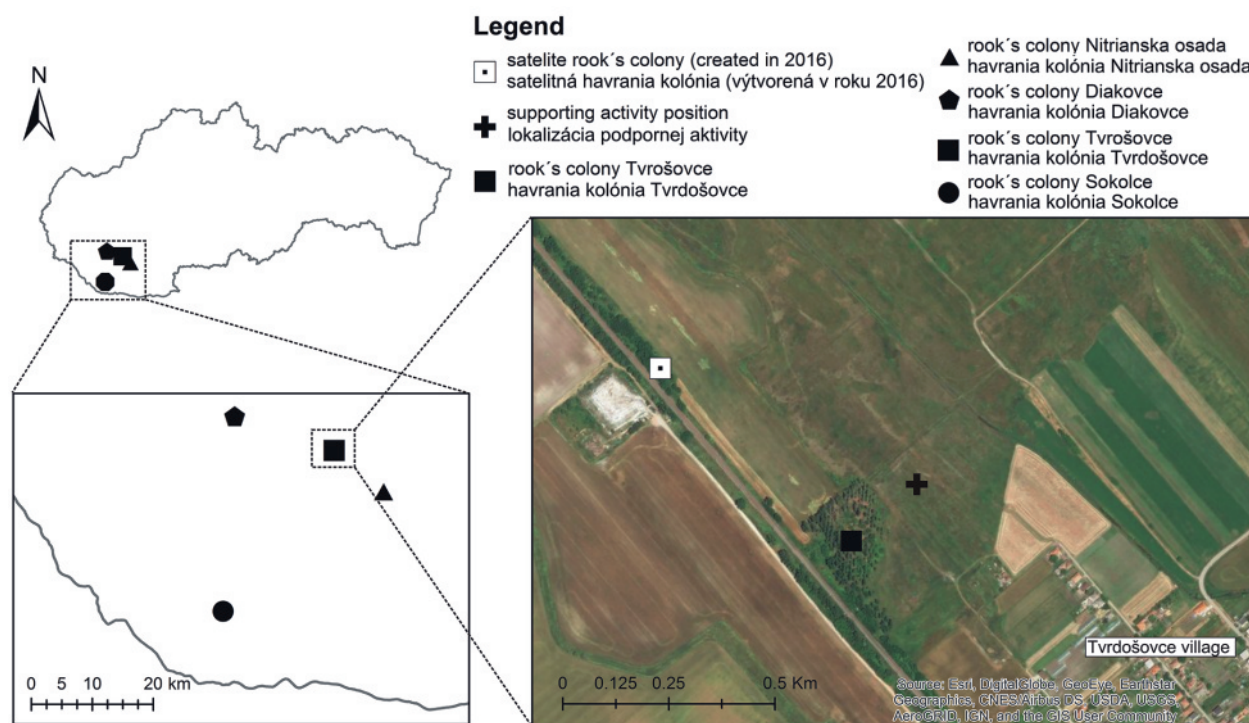 Legend
satelite rook´s colony (created in 2016)
satelitná havrania kolónia (výtvorená v roku 2016)
supporting activity position
lokalizácia podpornej aktivity
rook´s colony Tvrošovce
havrania kolónia Tvrdošovce
rook´s colony Nitrianska osada
havrania kolónia Nitrianska osada
rook´s colony Diakovce
havrania kolónia Diakovce
rook´s colony Tvrošovce
havrania kolónia Tvrdošovce
rook´s colony Sokolce
havrania kolónia Sokolce
N
0 5 10 20 Km
Tvrdošovce village
0 0.125 0.25 0.5 Km
Source: Esri, DigitalGlobe, GeoEye, Earthstar
Geographics, CNES/Airbus DS, USDA, USGS,
AeroGRID, IGN, and the GIS User Community